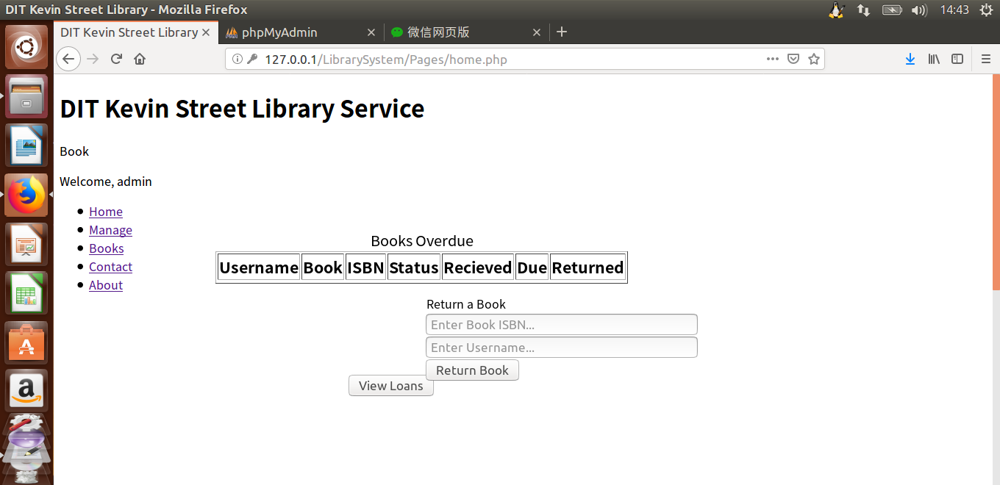 DIT Kevin Street Library - Mozilla Firefox
14:43
DIT Kevin Street Library
phpMyAdmin
微信网页版
127.0.0.1/LibrarySystem/Pages/home.php
DIT Kevin Street Library Service
Book
Welcome, admin
Home
Manage
Books
Contact
About
Books Overdue
Username Book ISBN Status Recieved Due Returned
Return a Book
Enter Book ISBN...
Enter Username...
Return Book
View Loans